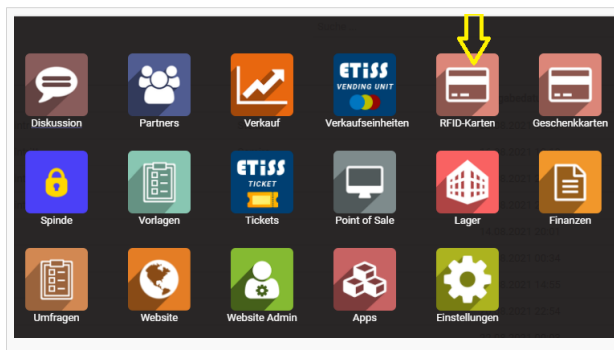 ETiSS
VENDING UNIT
Diskussion
Partners
Verkauf
Verkaufseinheiten
RFID-Karten
Geschenkkarten
ETiSS
TICKET
Spinde
Vorlagen
Tickets
Point of Sale
Lager
Finanzen
Umfragen
Website
Website Admin
Apps
Einstellungen